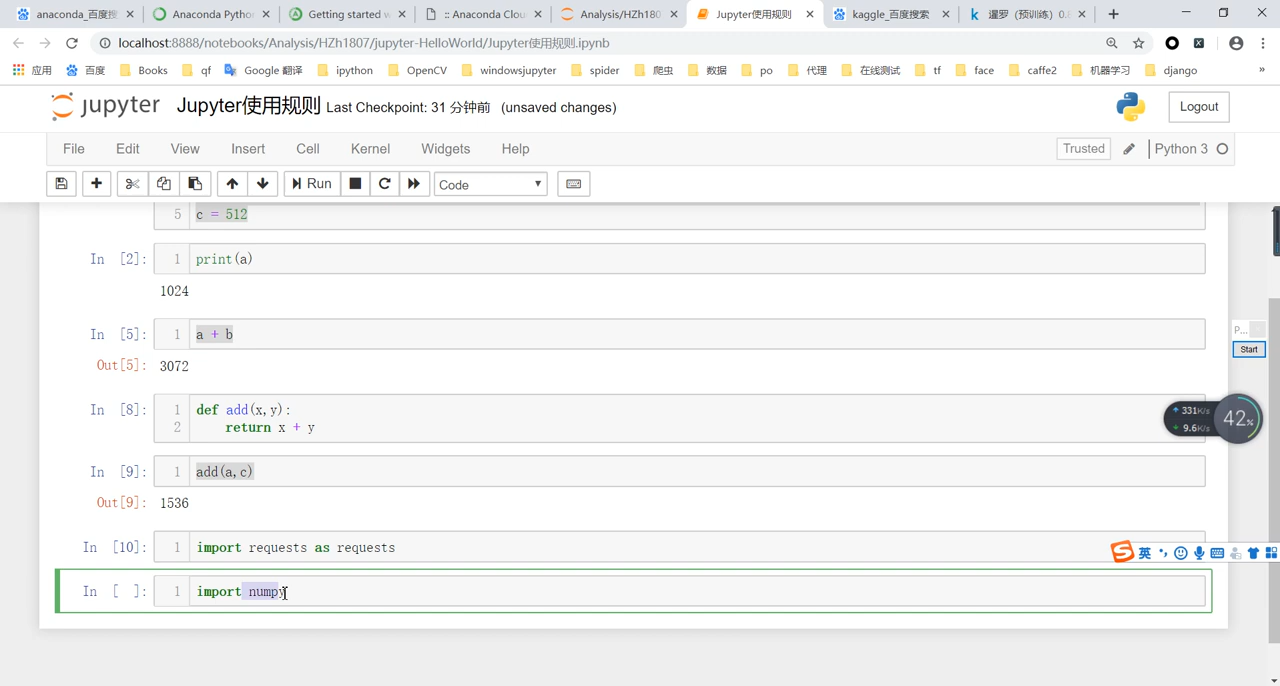 anaconda_百度搜
Anaconda Pytho
Getting started w
:: Anaconda Clou
Analysis/HZh180
Jupyter使用规则
kaggle_百度搜索
暹罗（预训练）0.8
localhost:8888/notebooks/Analysis/HZh1807/jupyter-HelloWorld/Jupyter使用规则.ipynb
应用 百度 Books qf Google 翻译 ipython OpenCV windowsjupyter spider 爬虫 数据 po 代理 在线测试 tf face caffe2 机器学习 django »
jupyter Jupyter使用规则 Last Checkpoint: 31 分钟前 (unsaved changes)
Logout
File Edit View Insert Cell Kernel Widgets Help
Trusted Python 3
Run Code
5 c = 512
In [2]: 1 print(a)
1024
In [5]: 1 a + b
Out[5]: 3072
In [8]: 1 def add(x,y):
2 return x + y
In [9]: 1 add(a,c)
Out[9]: 1536
In [10]: 1 import requests as requests
In [ ]: 1 import numpy
P...
Start
331K/s
9.6K/s
42%
英